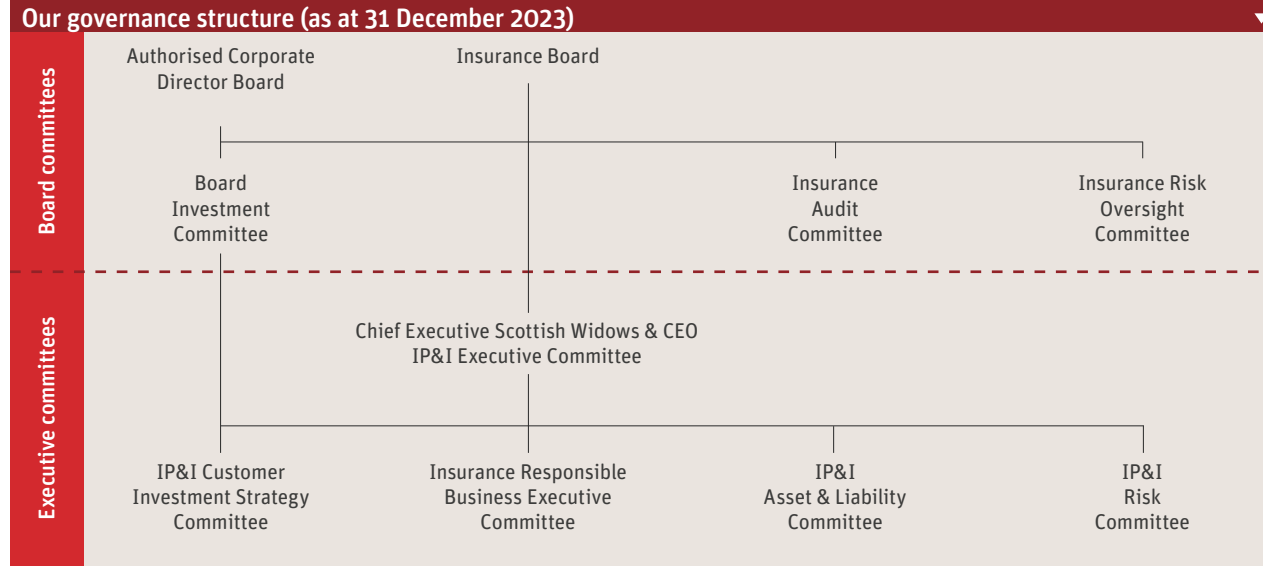 Our governance structure (as at 31 December 2023)
Board committees
Authorised Corporate
Director Board
Insurance Board
Board
Investment
Committee
Insurance
Audit
Committee
Insurance Risk
Oversight
Committee
Executive committees
Chief Executive Scottish Widows & CEO
IP&I Executive Committee
IP&I Customer
Investment Strategy
Committee
Insurance Responsible
Business Executive
Committee
IP&I
Asset & Liability
Committee
IP&I
Risk
Committee